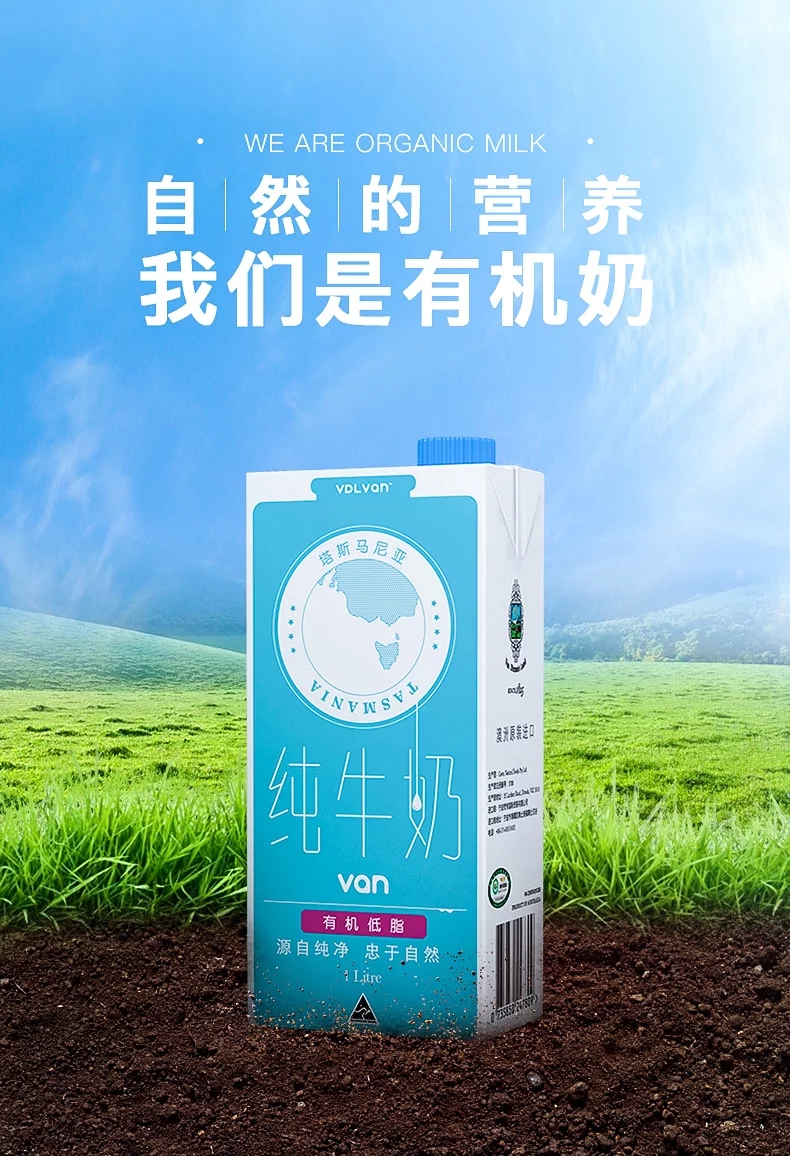 WE ARE ORGANIC MILK
自然的营养
我们是有机奶
VDLVAN™
塔斯马尼亚
TASMANIA
纯牛奶
van
有机低脂
源自纯净 忠于自然
1 Litre
澳洲原装进口